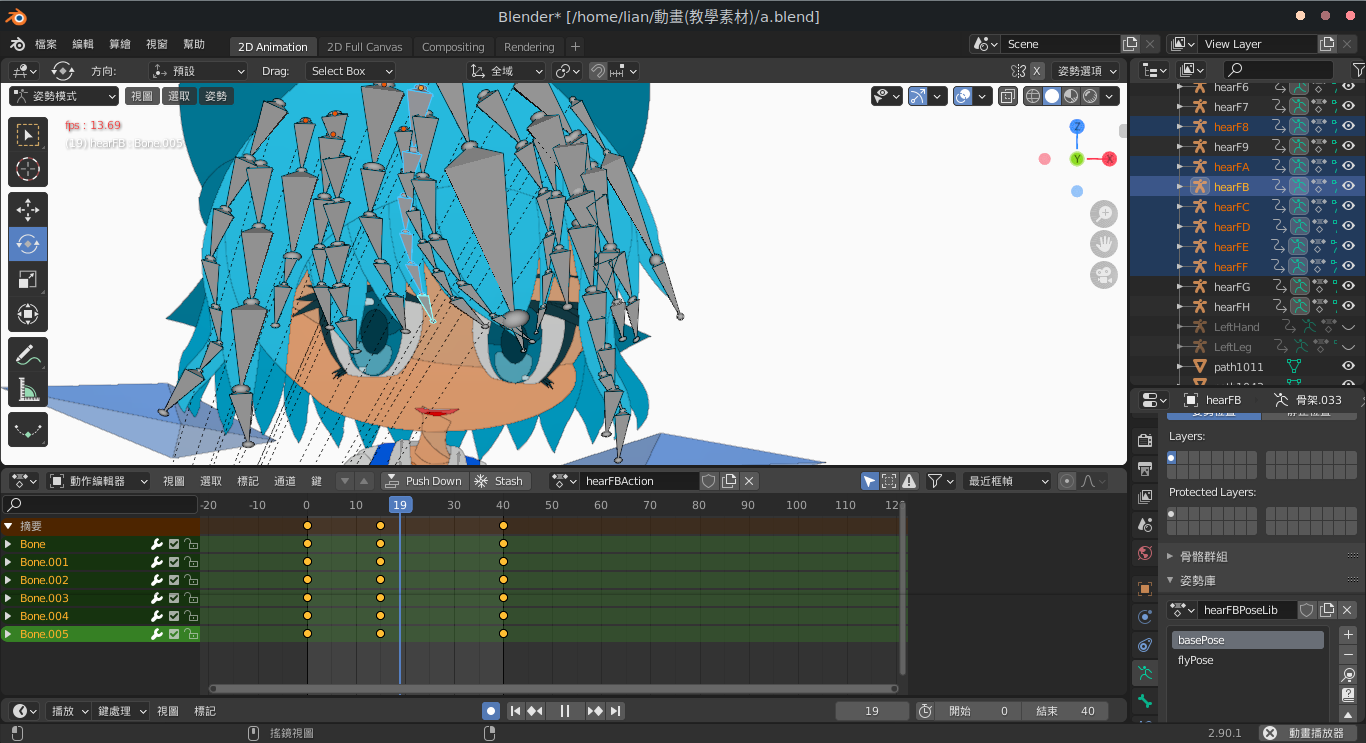 Blender* [/home/lian/動畫(教學素材)/a.blend]
檔案 編輯 算繪 視窗 幫助 2D Animation 2D Full Canvas Compositing Rendering + Scene View Layer
方向: 預設 Drag: Select Box 全域 X 姿勢選項
姿勢模式 視圖 選取 姿勢
fps : 13.69
(19) hearFB : Bone.005
Z
Y
X
hearF6
hearF7
hearF8
hearF9
hearFA
hearFB
hearFC
hearFD
hearFE
hearFF
hearFG
hearFH
LeftHand
LeftLeg
path1011
hearFB 骨架.033
Layers:
Protected Layers:
骨骼群組
姿勢庫
hearFBPoseLib
basePose
flyPose
動作編輯器 視圖 選取 標記 通道 鍵 Push Down Stash hearFBAction 最近框幀
-20 -10 0 10 19 30 40 50 60 70 80 90 100 110 120
摘要
Bone
Bone.001
Bone.002
Bone.003
Bone.004
Bone.005
播放 鍵處理 視圖 標記 19 開始 0 結束 40
搖鏡視圖 2.90.1 動畫播放器